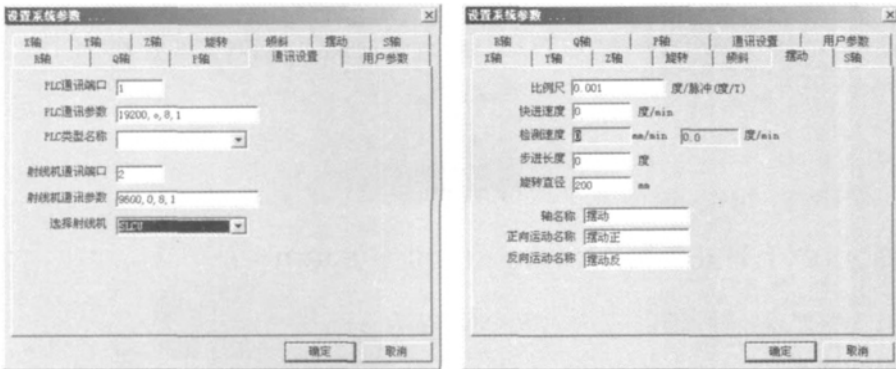 设置系统参数 ...
X轴 Y轴 Z轴 旋转 倾斜 摆动 S轴
R轴 Q轴 P轴 通讯设置 用户参数
PLC通讯端口 1
PLC通讯参数 19200,e,8,1
PLC类型名称
射线机通讯端口 2
射线机通讯参数 9600,0,8,1
选择射线机
确定 取消
设置系统参数 ...
R轴 Q轴 P轴 通讯设置 用户参数
X轴 Y轴 Z轴 旋转 倾斜 摆动 S轴
比例尺 0.001 度/脉冲(度/T)
快进速度 0 度/min
检测速度 0 mm/min 0.0 度/min
步进长度 0 度
旋转直径 200 mm
轴名称 摆动
正向运动名称 摆动正
反向运动名称 摆动反
确定 取消